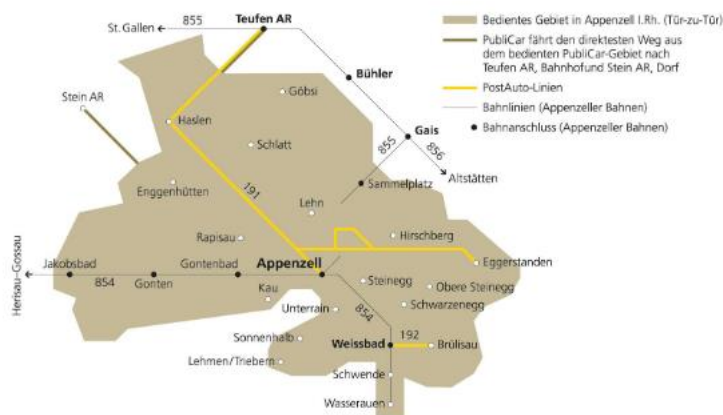 855
Teufen AR
St. Gallen
Bühler
Göbsi
Stein AR
Haslen
Gais
Schlatt
855
856
Altstätten
Sammelplatz
Enggenhütten
191
Lehn
Rapisau
Hirschberg
Jakobsbad
Gontenbad
Appenzell
Eggerstanden
Herisau–Gossau
854
Gonten
Kau
Steinegg
Obere Steinegg
Unterrain
854
Schwarzenegg
Sonnenhalb
Weissbad
192
Brülisau
Lehmen/Triebern
Schwende
Wasserauen
Bedientes Gebiet in Appenzell I.Rh. (Tür-zu-Tür)
PubliCar fährt den direktesten Weg aus
dem bedienten PubliCar-Gebiet nach
Teufen AR, Bahnhofund Stein AR, Dorf
PostAuto-Linien
Bahnlinien (Appenzeller Bahnen)
Bahnanschluss (Appenzeller Bahnen)